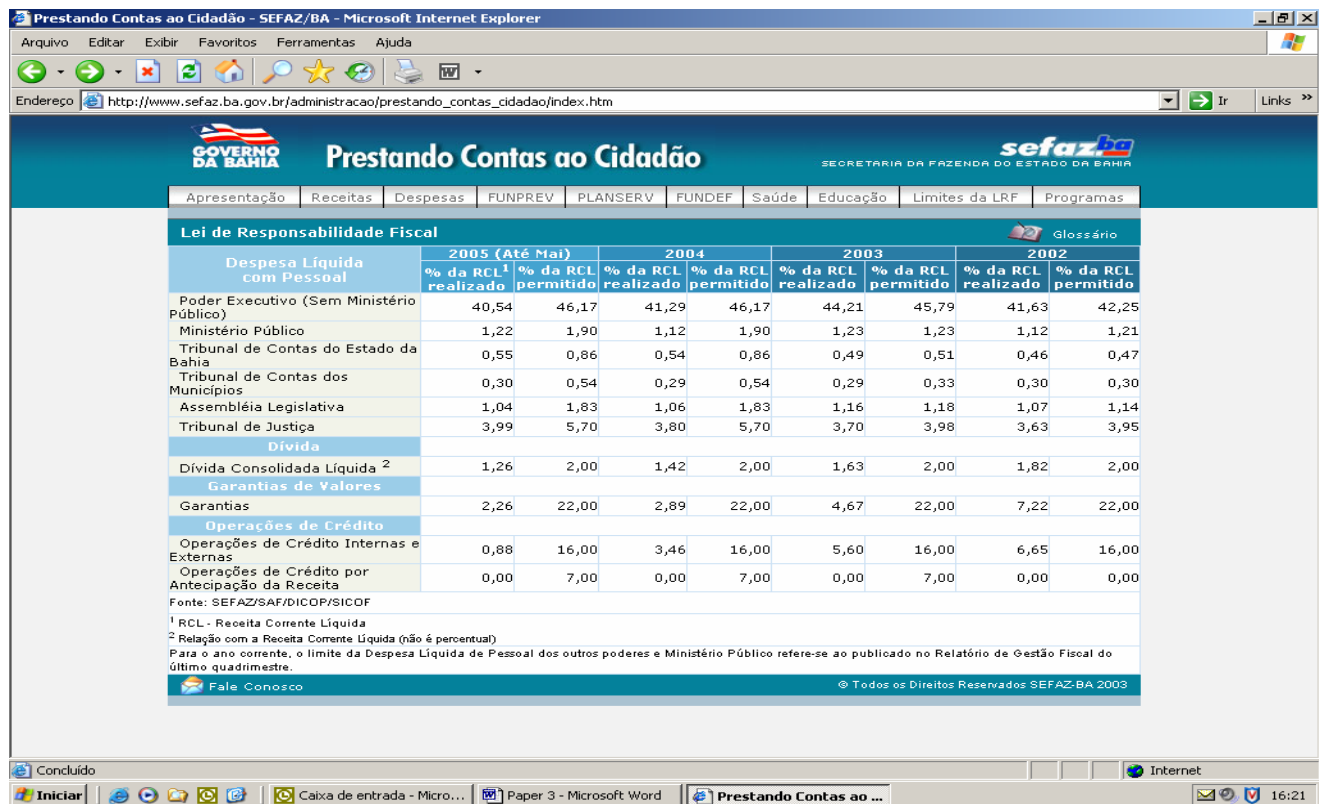 Prestando Contas ao Cidadão - SEFAZ/BA - Microsoft Internet Explorer
Arquivo Editar Exibir Favoritos Ferramentas Ajuda
Endereço http://www.sefaz.ba.gov.br/administracao/prestando_contas_cidadao/index.htm Ir Links »
GOVERNO
DA BAHIA
Prestando Contas ao Cidadão
sefaz.ba
SECRETARIA DA FAZENDA DO ESTADO DA BAHIA
Apresentação Receitas Despesas FUNPREV PLANSERV FUNDEF Saúde Educação Limites da LRF Programas
Lei de Responsabilidade Fiscal Glossário
Despesa Líquida
com Pessoal
2005 (Até Mai) 2004 2003 2002
% da RCL¹ % da RCL % da RCL % da RCL % da RCL % da RCL % da RCL % da RCL
realizado permitido realizado permitido realizado permitido realizado permitido
Poder Executivo (Sem Ministério
Público) 40,54 46,17 41,29 46,17 44,21 45,79 41,63 42,25
Ministério Público 1,22 1,90 1,12 1,90 1,23 1,23 1,12 1,21
Tribunal de Contas do Estado da
Bahia 0,55 0,86 0,54 0,86 0,49 0,51 0,46 0,47
Tribunal de Contas dos
Municípios 0,30 0,54 0,29 0,54 0,29 0,33 0,30 0,30
Assembléia Legislativa 1,04 1,83 1,06 1,83 1,16 1,18 1,07 1,14
Tribunal de Justiça 3,99 5,70 3,80 5,70 3,70 3,98 3,63 3,95
Dívida
Dívida Consolidada Líquida ² 1,26 2,00 1,42 2,00 1,63 2,00 1,82 2,00
Garantias de Valores
Garantias 2,26 22,00 2,89 22,00 4,67 22,00 7,22 22,00
Operações de Crédito
Operações de Crédito Internas e
Externas 0,88 16,00 3,46 16,00 5,60 16,00 6,65 16,00
Operações de Crédito por
Antecipação da Receita 0,00 7,00 0,00 7,00 0,00 7,00 0,00 0,00
Fonte: SEFAZ/SAF/DICOP/SICOF
¹ RCL - Receita Corrente Líquida
² Relação com a Receita Corrente Líquida (não é percentual)
Para o ano corrente, o limite da Despesa Líquida de Pessoal dos outros poderes e Ministério Público refere-se ao publicado no Relatório de Gestão Fiscal do
último quadrimestre.
Fale Conosco © Todos os Direitos Reservados SEFAZ-BA 2003
Concluído Internet
Iniciar Caixa de entrada - Micro... Paper 3 - Microsoft Word Prestando Contas ao ... 16:21